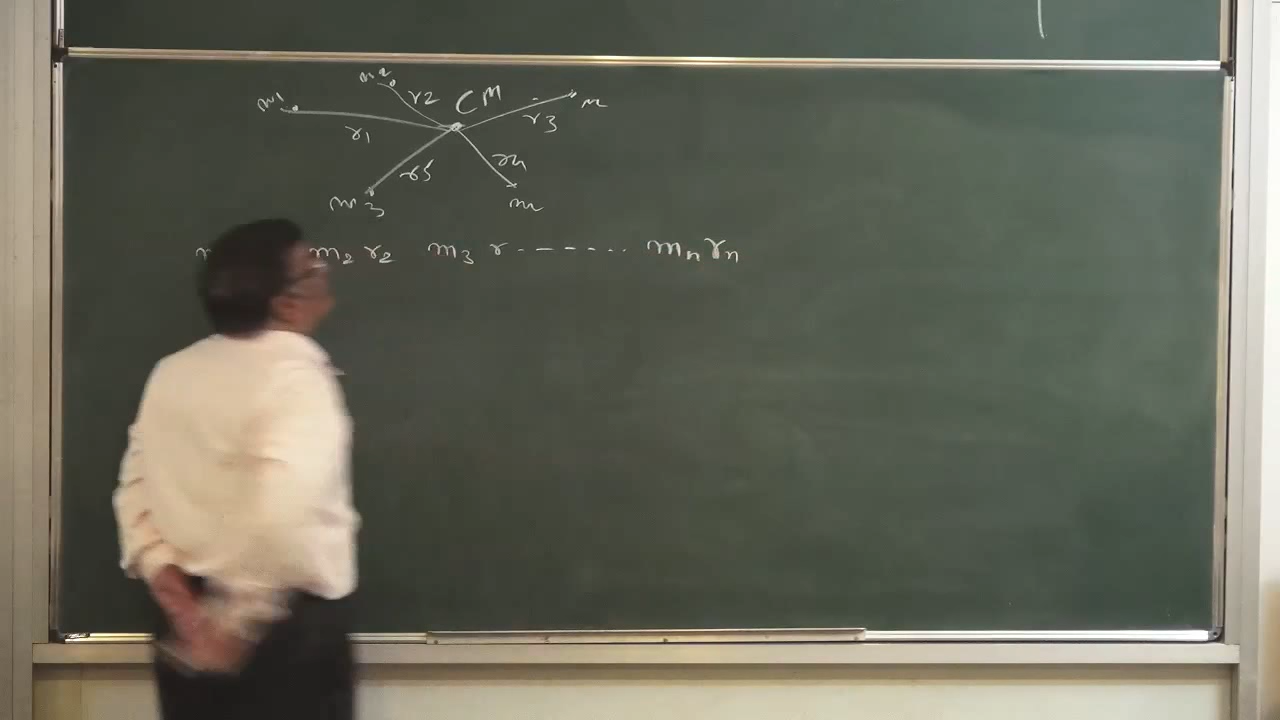 m2
m1 r2 CM m
r1 r3
r5 r4
m3 m
m2 r2 m3 r ------- mn rn